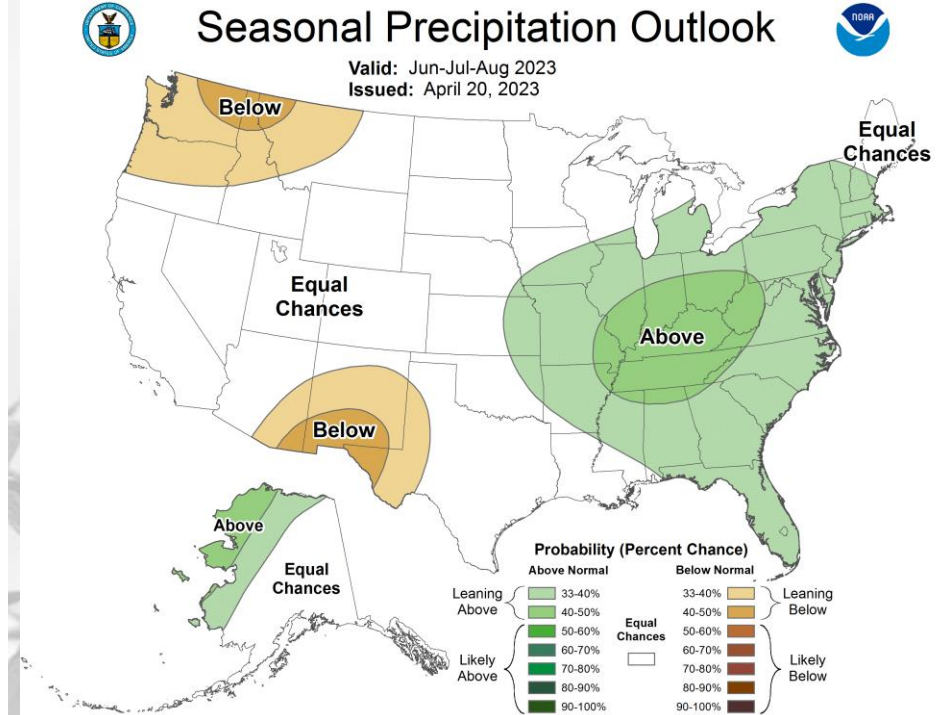 Seasonal Precipitation Outlook
NOAA
Valid: Jun-Jul-Aug 2023
Issued: April 20, 2023
Below
Equal
Chances
Equal
Chances
Above
Below
Above
Equal
Chances
Probability (Percent Chance)
Above Normal
Below Normal
Leaning
Above
33-40%
40-50%
Likely
Above
50-60%
60-70%
70-80%
80-90%
90-100%
Equal
Chances
33-40%
40-50%
Leaning
Below
50-60%
60-70%
70-80%
80-90%
90-100%
Likely
Below